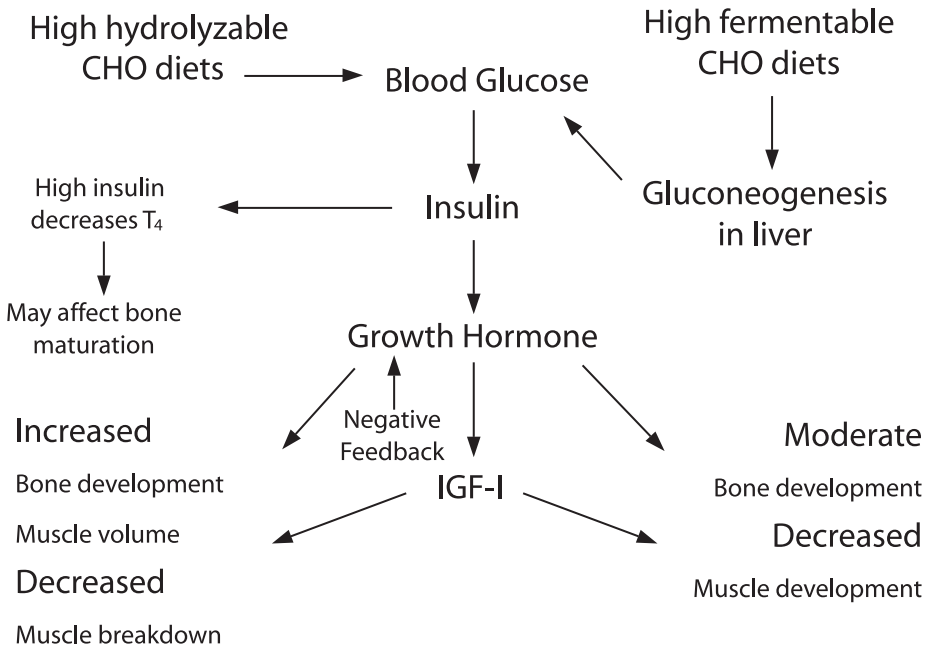 High hydrolyzable
CHO diets
High fermentable
CHO diets
Blood Glucose
High insulin
decreases T₄
Insulin
Gluconeogenesis
in liver
May affect bone
maturation
Growth Hormone
Negative
Feedback
Increased
Bone development
Muscle volume
Decreased
Muscle breakdown
IGF-I
Moderate
Bone development
Decreased
Muscle development